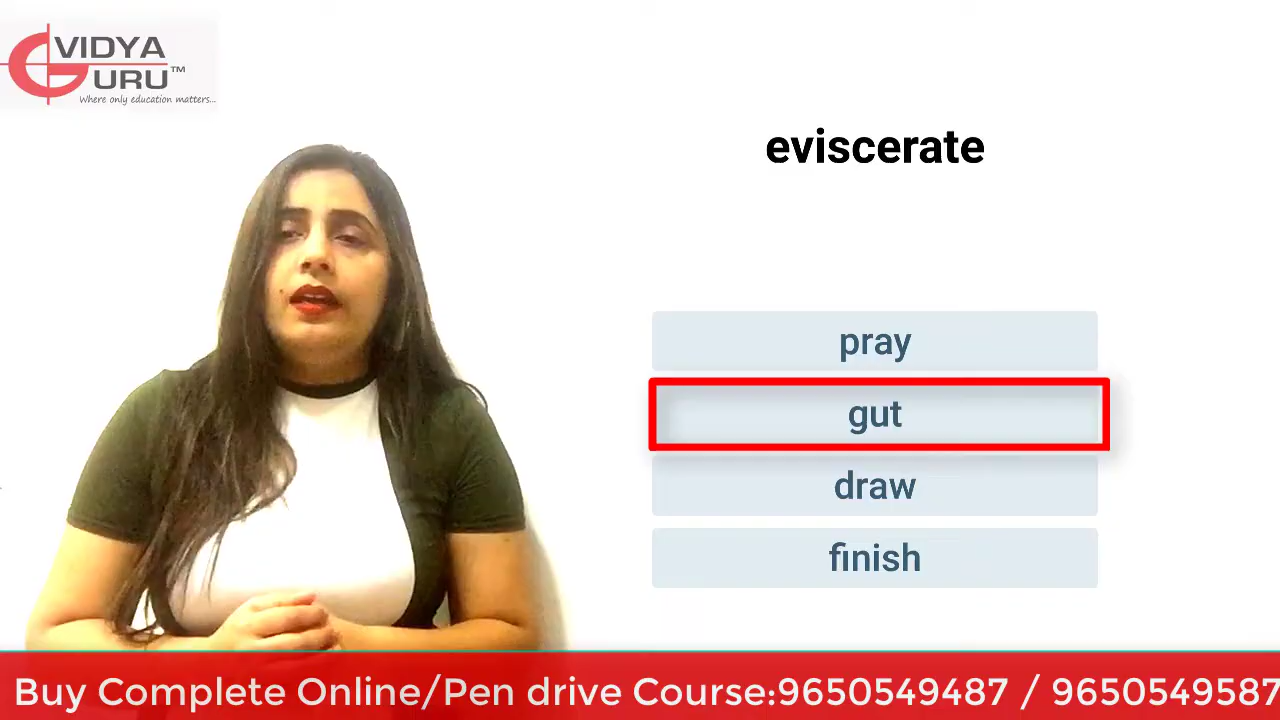 VIDYA
GURU™
Where only education matters...
eviscerate
pray
gut
draw
finish
Buy Complete Online/Pen drive Course:9650549487 / 9650549587